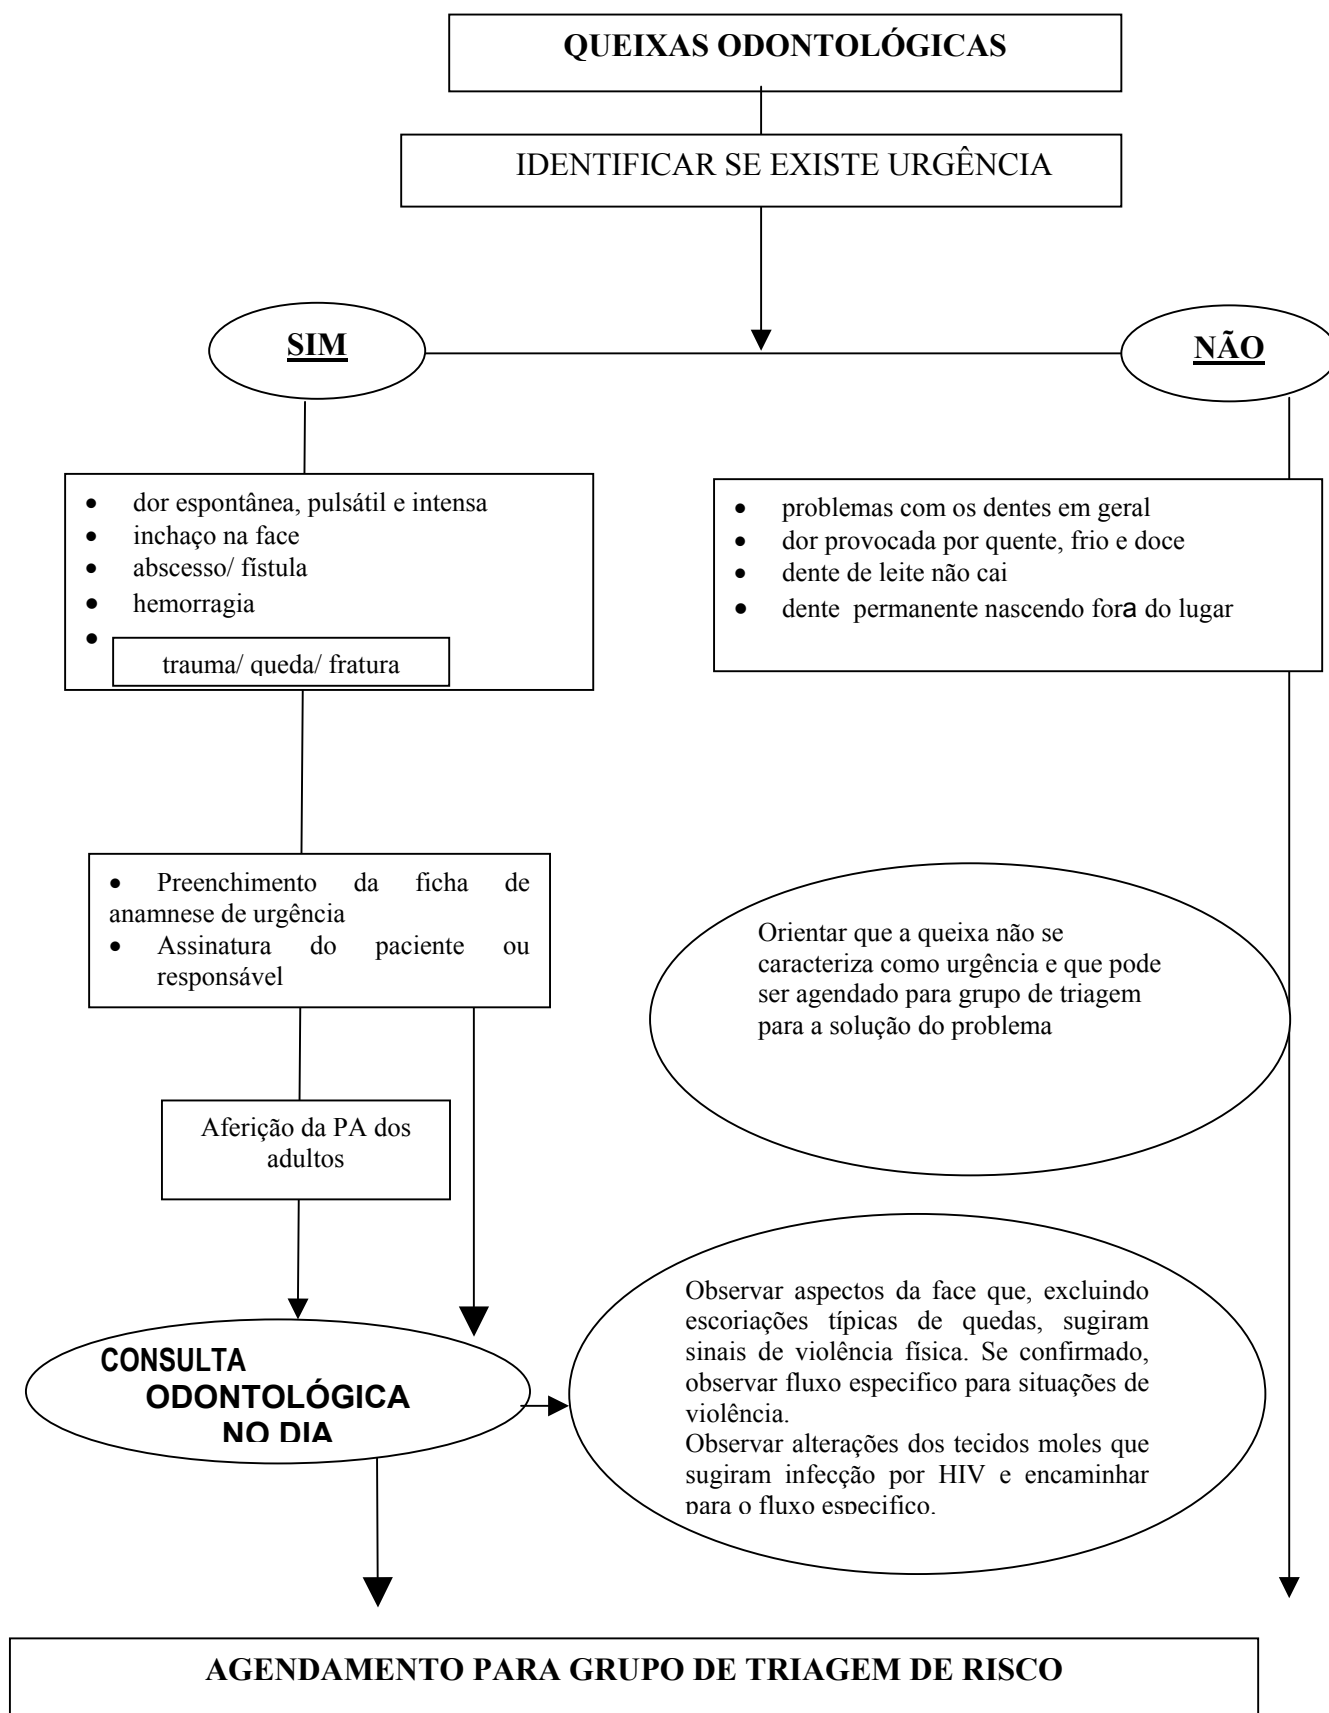 QUEIXAS ODONTOLÓGICAS
IDENTIFICAR SE EXISTE URGÊNCIA
SIM
NÃO
• dor espontânea, pulsátil e intensa
• inchaço na face
• abscesso/ fístula
• hemorragia
•
trauma/ queda/ fratura
• problemas com os dentes em geral
• dor provocada por quente, frio e doce
• dente de leite não cai
• dente permanente nascendo fora do lugar
• Preenchimento da ficha de
anamnese de urgência
• Assinatura do paciente ou
responsável
Orientar que a queixa não se
caracteriza como urgência e que pode
ser agendado para grupo de triagem
para a solução do problema
Aferição da PA dos
adultos
CONSULTA
ODONTOLÓGICA
NO DIA
Observar aspectos da face que, excluindo
escoriações típicas de quedas, sugiram
sinais de violência física. Se confirmado,
observar fluxo especifico para situações de
violência.
Observar alterações dos tecidos moles que
sugiram infecção por HIV e encaminhar
para o fluxo especifico.
AGENDAMENTO PARA GRUPO DE TRIAGEM DE RISCO